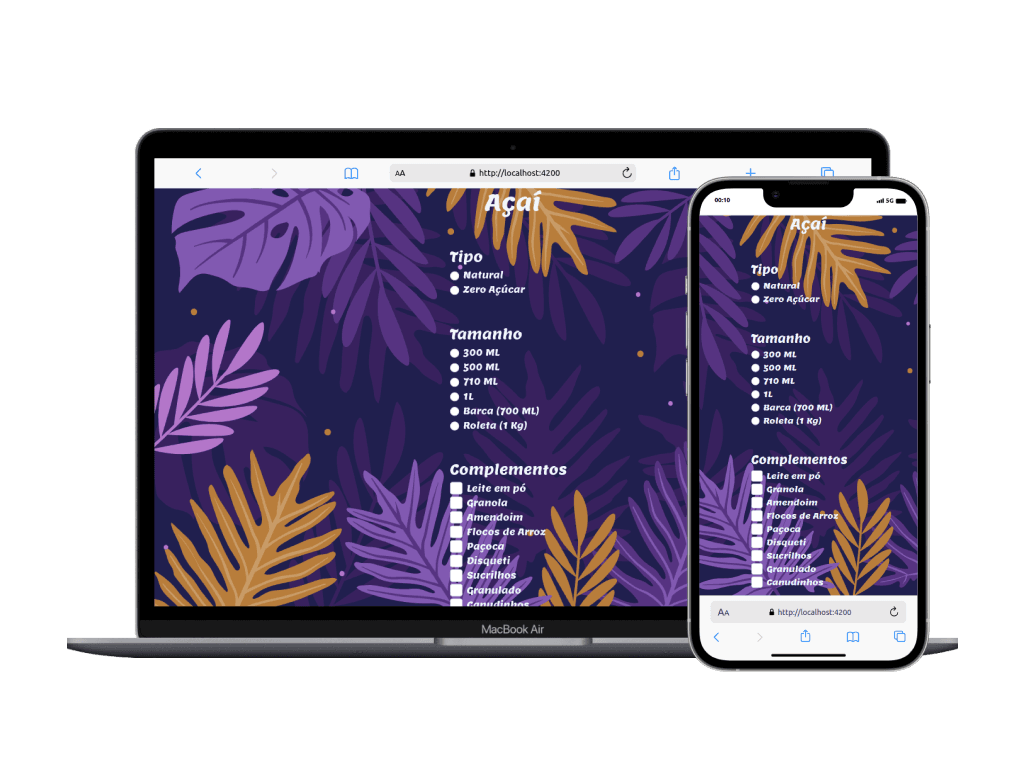 AA
http://localhost:4200
Açaí
Tipo
Natural
Zero Açúcar
Tamanho
300 ML
500 ML
710 ML
1L
Barca (700 ML)
Roleta (1 Kg)
Complementos
Leite em pó
Granola
Amendoim
Flocos de Arroz
Paçoca
Disqueti
Sucrilhos
Granulado
Canudinhos
MacBook Air
00:10
5G
Açaí
Tipo
Natural
Zero Açúcar
Tamanho
300 ML
500 ML
710 ML
1L
Barca (700 ML)
Roleta (1 Kg)
Complementos
Leite em pó
Granola
Amendoim
Flocos de Arroz
Paçoca
Disqueti
Sucrilhos
Granulado
Canudinhos
AA
http://localhost:4200